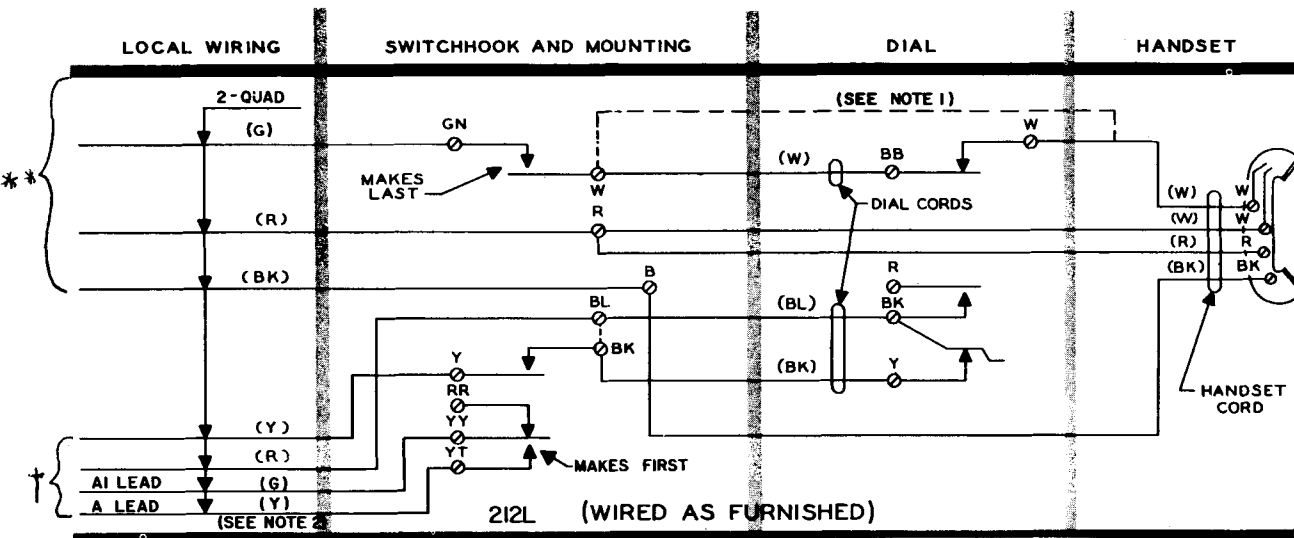 LOCAL WIRING
SWITCHHOOK AND MOUNTING
DIAL
HANDSET
2-QUAD
(SEE NOTE 1)
(G)
GN
W
(W)
BB
MAKES
LAST
W
DIAL CORDS
(W)
W
(R)
R
(W)
W
(R)
R
(BK)
B
R
(BK)
BK
BL
(BL)
BK
BK
Y
(BK)
Y
RR
HANDSET
CORD
(Y)
YY
(R)
YT
MAKES FIRST
**
†
A1 LEAD
(G)
A LEAD
(Y)
(SEE NOTE 2)
212L (WIRED AS FURNISHED)